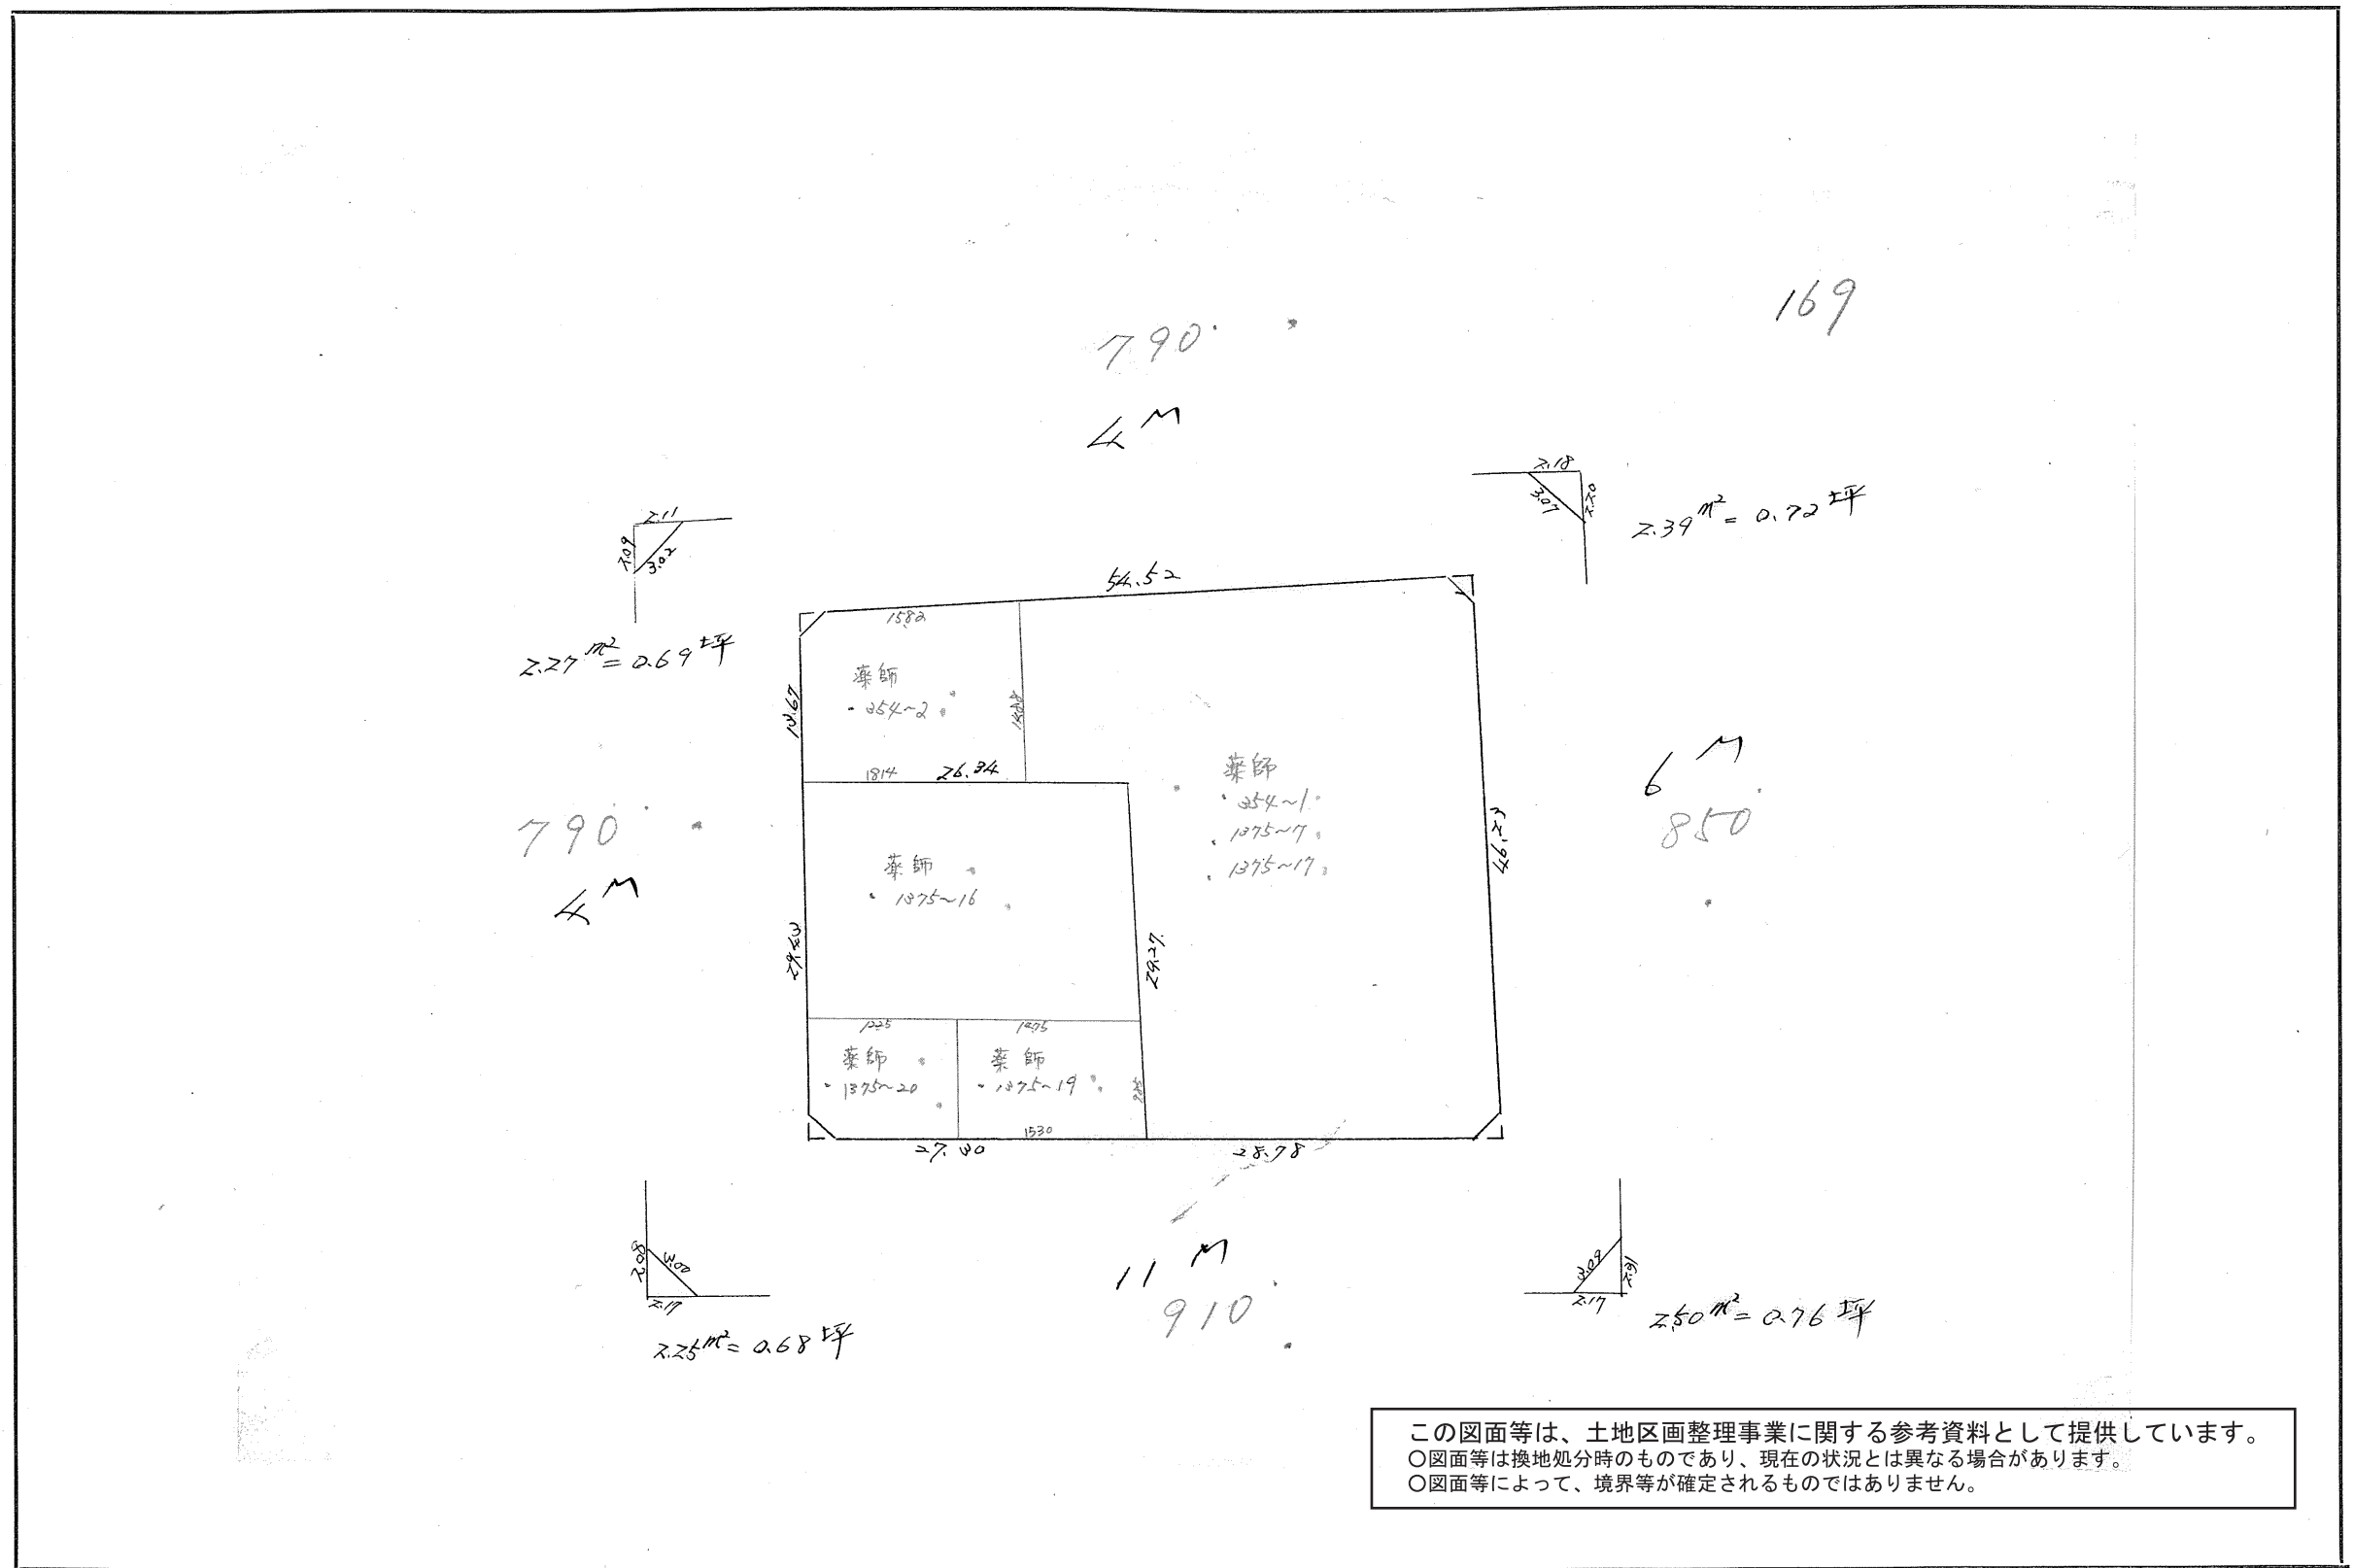 169
790
4M
2.18
3.07
2.20
2.39m²=0.72坪
2.11
2.09
3.02
2.27m²=0.69坪
54.52
1582
薬師
354~2
13.67
1814
26.34
薬師
354~1
1375~7
1375~17
6M
850
46.23
790
4M
薬師
1375~16
29.43
29.27
1225
1475
薬師
1375~20
薬師
1375~19
1530
27.30
28.78
2.08
3.00
2.17
2.25m²=0.68坪
11M
910
3.09
2.31
2.17
2.50m²=0.76坪
この図面等は、土地区画整理事業に関する参考資料として提供しています。
○図面等は換地処分時のものであり、現在の状況とは異なる場合があります。
○図面等によって、境界等が確定されるものではありません。